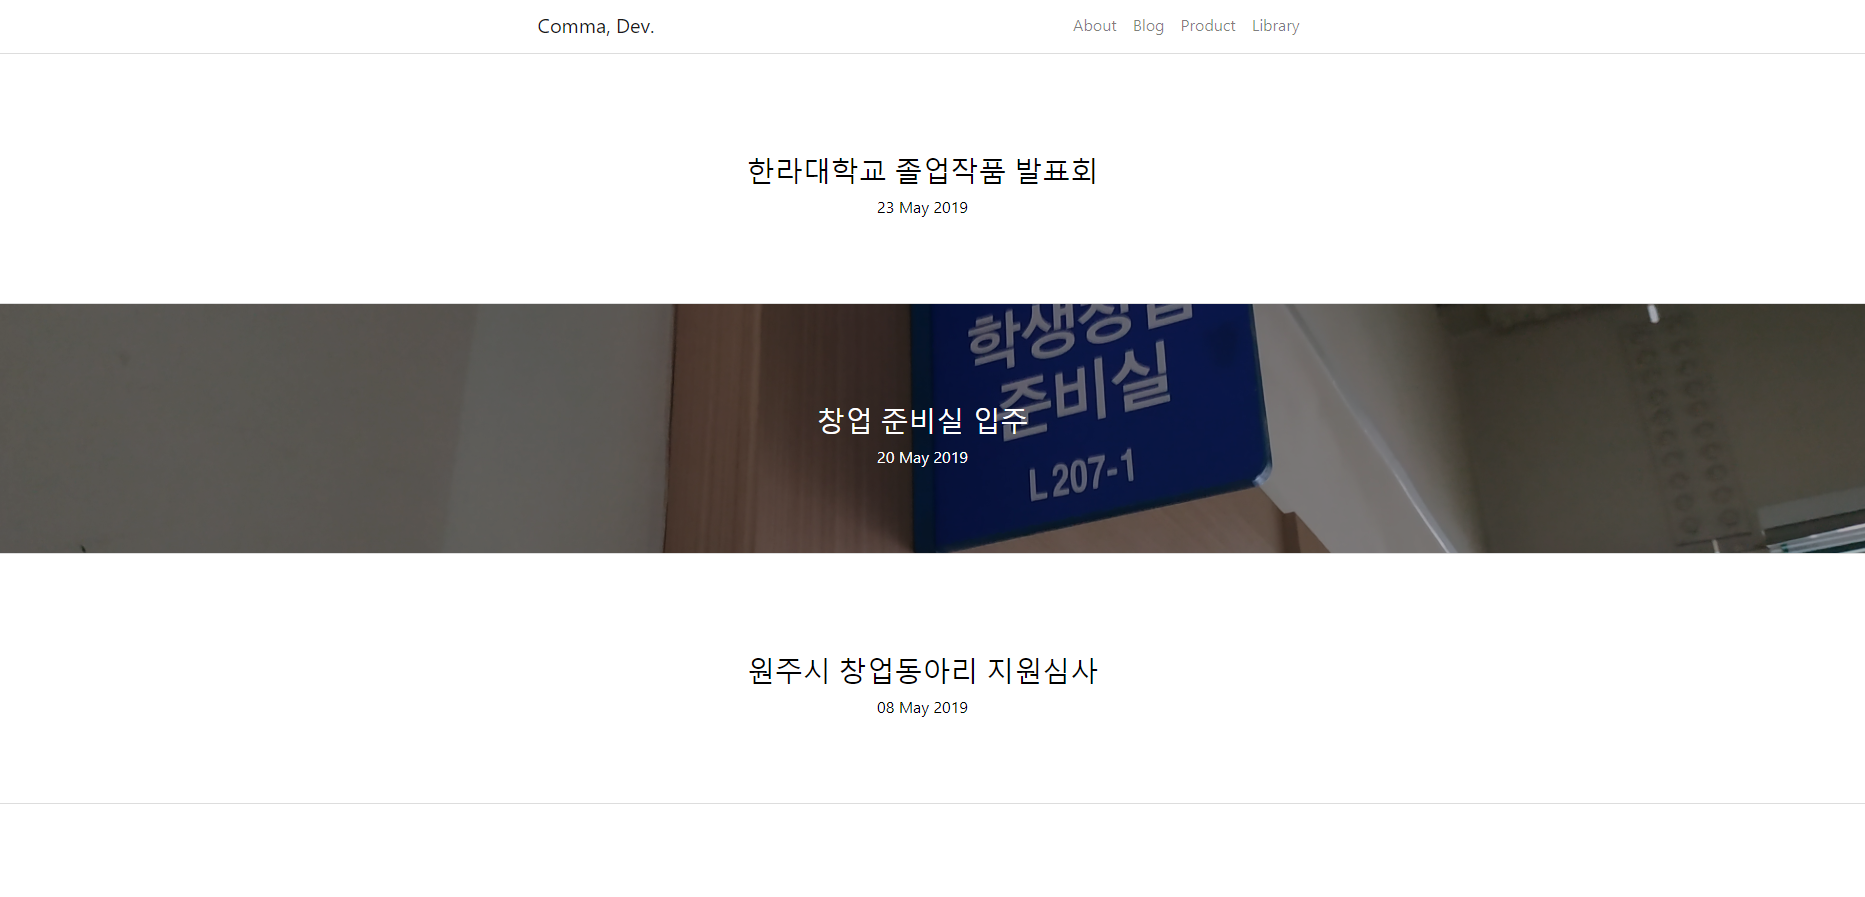 Comma, Dev.
About Blog Product Library
한라대학교 졸업작품 발표회
23 May 2019
학생창업
준비실
L207-1
창업 준비실 입주
20 May 2019
원주시 창업동아리 지원심사
08 May 2019